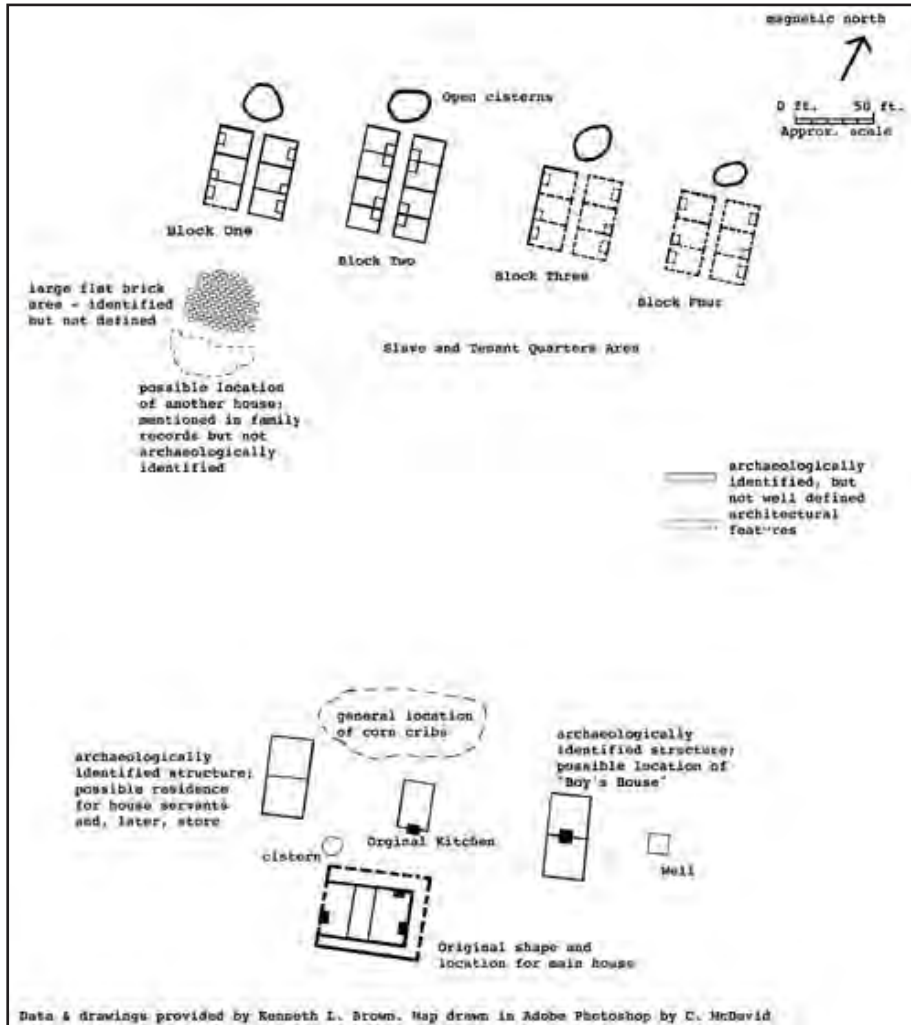 magnetic north
0 ft. 50 ft.
Approx. scale
Open cisterns
Block One
Block Two
Block Three
Block Four
large flat brick
area - identified
but not defined
Slave and Tenant Quarters Area
possible location
of another house;
mentioned in family
records but not
archaeologically
identified
archaeologically
identified, but
not well defined
architectural
features
general location
of corn cribs
archaeologically
identified structure;
possible residence
for house servents
and, later, store
archaeologically
identified structure;
possible location of
"Boy's House"
Orginal Kitchen
cistern
Well
Original shape and
location for main house
Data & drawings provided by Kenneth L. Brown. Map drawn in Adobe Photoshop by C. McDavid